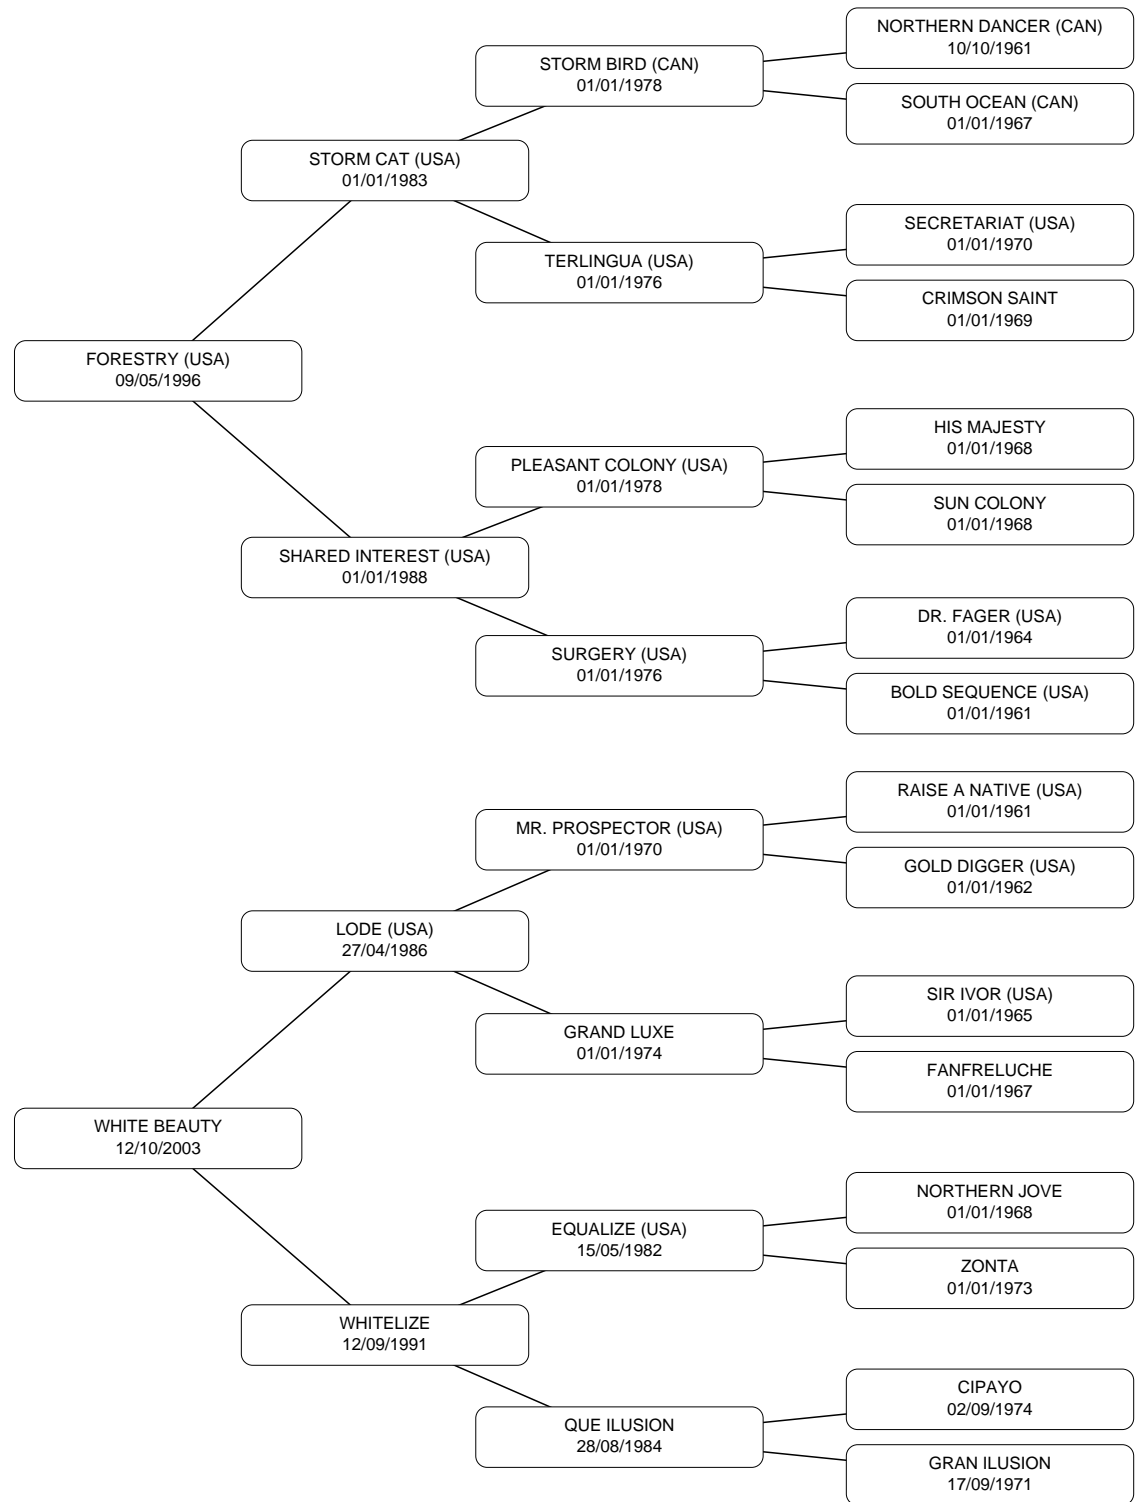 NORTHERN DANCER (CAN)
10/10/1961
STORM BIRD (CAN)
01/01/1978
SOUTH OCEAN (CAN)
01/01/1967
STORM CAT (USA)
01/01/1983
SECRETARIAT (USA)
01/01/1970
TERLINGUA (USA)
01/01/1976
CRIMSON SAINT
01/01/1969
FORESTRY (USA)
09/05/1996
HIS MAJESTY
01/01/1968
PLEASANT COLONY (USA)
01/01/1978
SUN COLONY
01/01/1968
SHARED INTEREST (USA)
01/01/1988
DR. FAGER (USA)
01/01/1964
SURGERY (USA)
01/01/1976
BOLD SEQUENCE (USA)
01/01/1961
RAISE A NATIVE (USA)
01/01/1961
MR. PROSPECTOR (USA)
01/01/1970
GOLD DIGGER (USA)
01/01/1962
LODE (USA)
27/04/1986
SIR IVOR (USA)
01/01/1965
GRAND LUXE
01/01/1974
FANFRELUCHE
01/01/1967
WHITE BEAUTY
12/10/2003
NORTHERN JOVE
01/01/1968
EQUALIZE (USA)
15/05/1982
ZONTA
01/01/1973
WHITELIZE
12/09/1991
CIPAYO
02/09/1974
QUE ILUSION
28/08/1984
GRAN ILUSION
17/09/1971